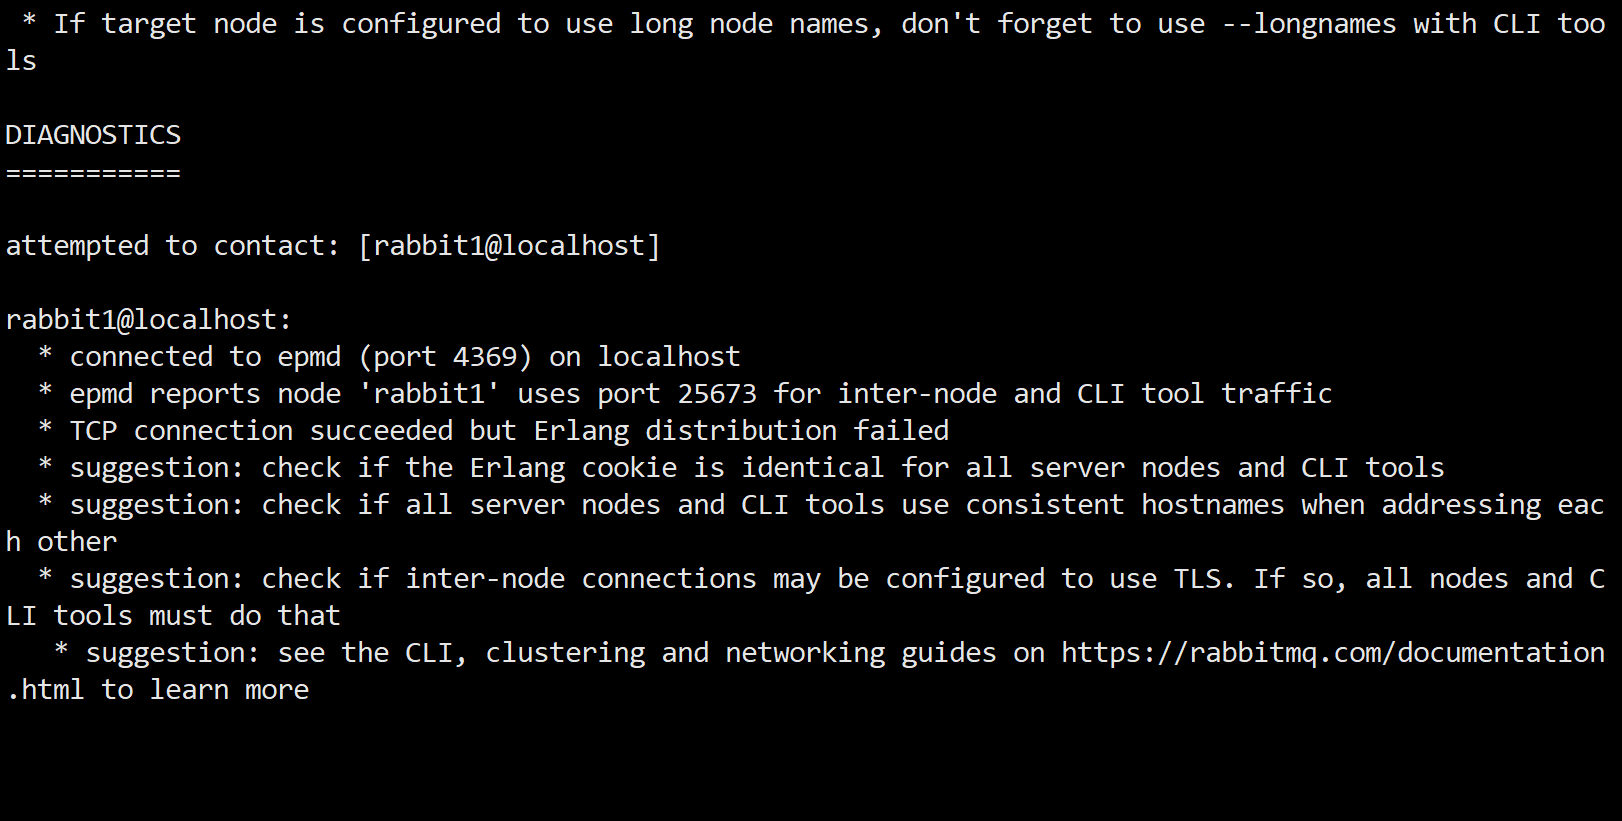 * If target node is configured to use long node names, don't forget to use --longnames with CLI too
ls

DIAGNOSTICS
===========

attempted to contact: [rabbit1@localhost]

rabbit1@localhost:
  * connected to epmd (port 4369) on localhost
  * epmd reports node 'rabbit1' uses port 25673 for inter-node and CLI tool traffic
  * TCP connection succeeded but Erlang distribution failed
  * suggestion: check if the Erlang cookie is identical for all server nodes and CLI tools
  * suggestion: check if all server nodes and CLI tools use consistent hostnames when addressing eac
h other
  * suggestion: check if inter-node connections may be configured to use TLS. If so, all nodes and C
LI tools must do that
   * suggestion: see the CLI, clustering and networking guides on https://rabbitmq.com/documentation
.html to learn more